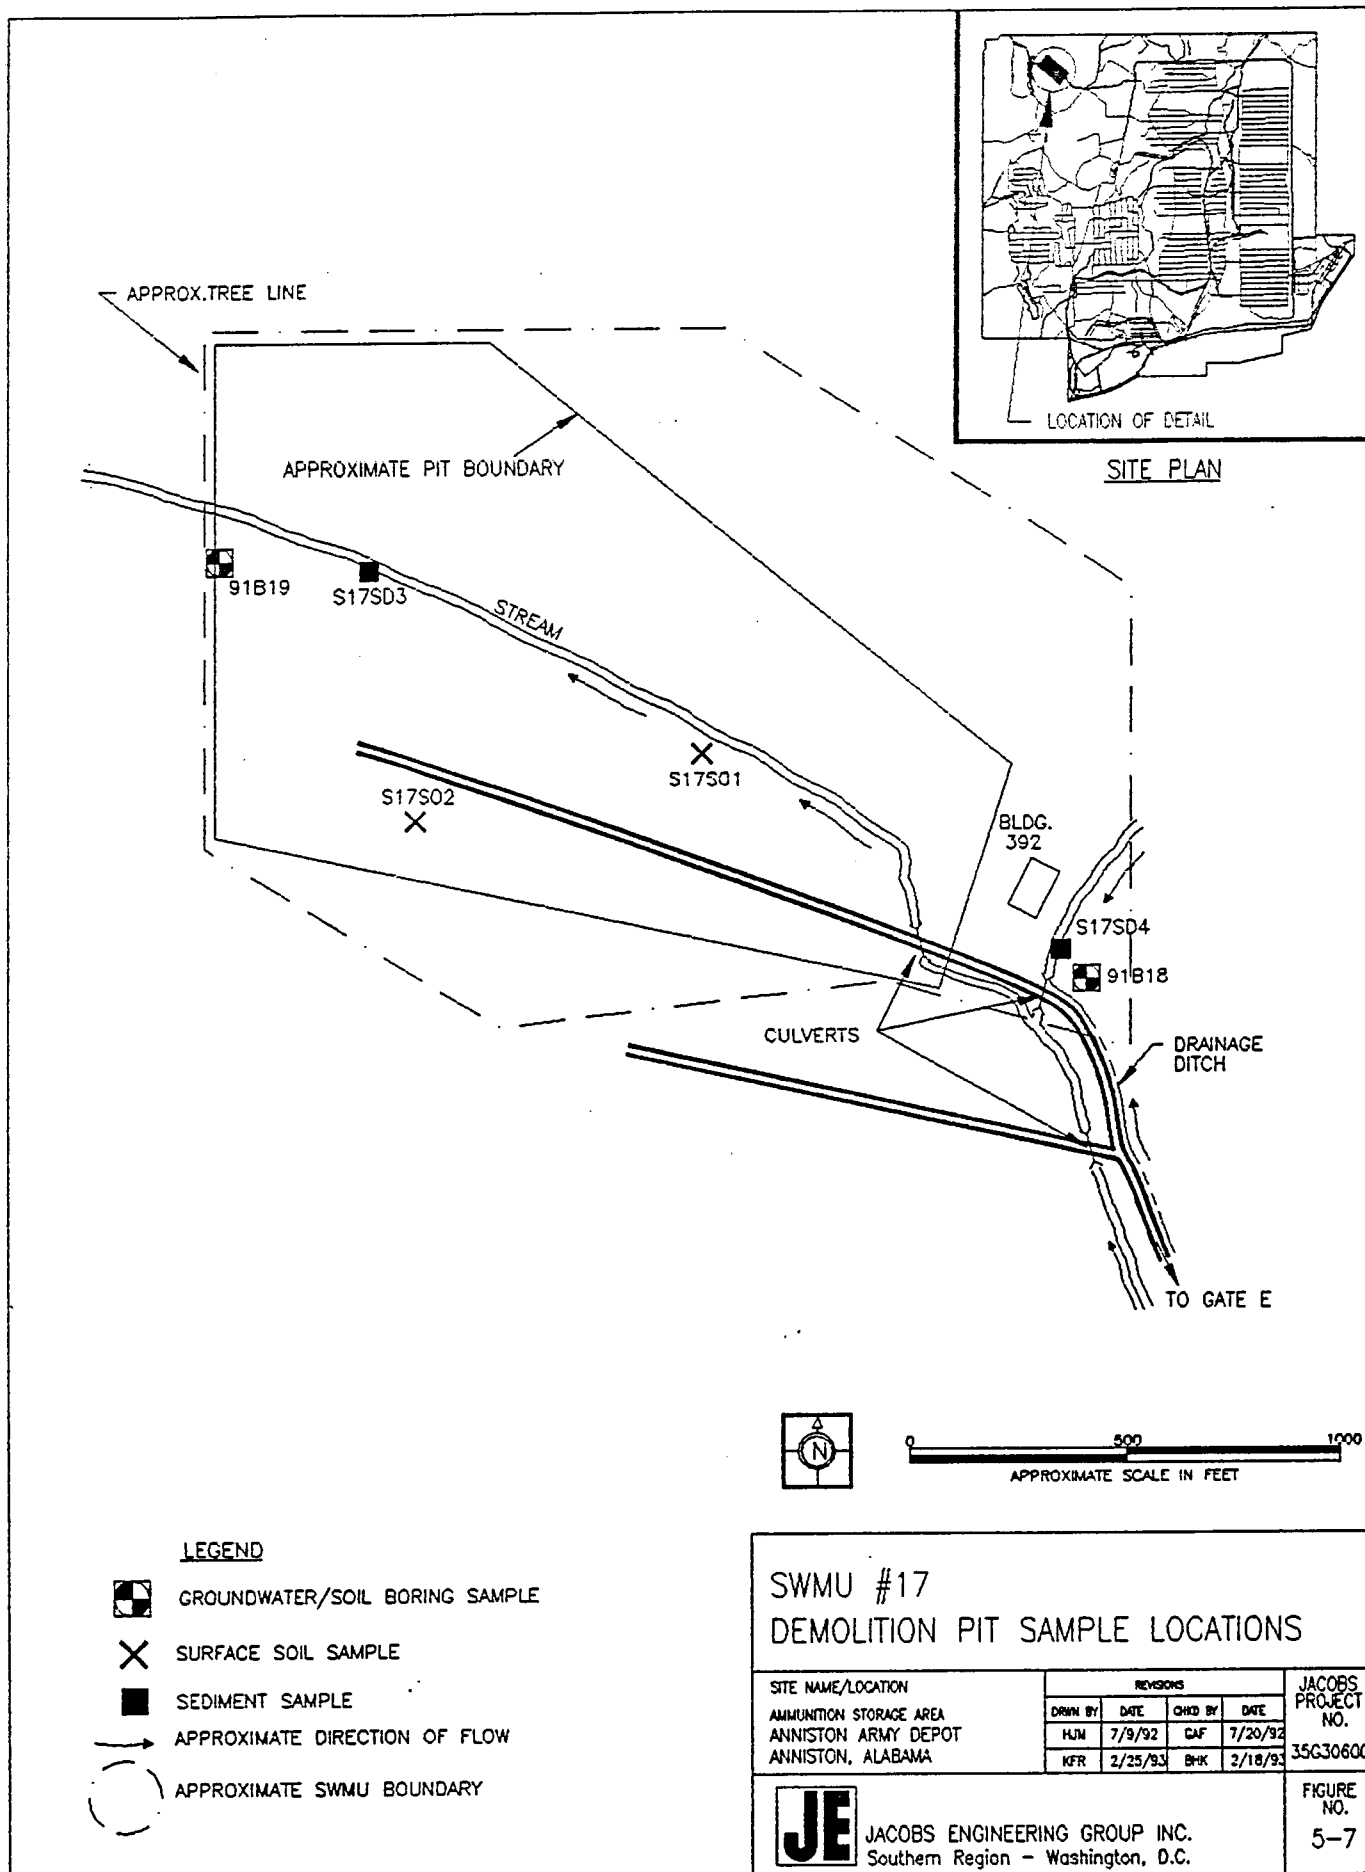 APPROX.TREE LINE
APPROXIMATE PIT BOUNDARY
LOCATION OF DETAIL
SITE PLAN
91B19
S17SD3
STREAM
S17SO1
S17SO2
BLDG.
392
S17SD4
91B18
CULVERTS
DRAINAGE
DITCH
TO GATE E
N
0 500 1000
APPROXIMATE SCALE IN FEET
LEGEND
GROUNDWATER/SOIL BORING SAMPLE
SURFACE SOIL SAMPLE
SEDIMENT SAMPLE
APPROXIMATE DIRECTION OF FLOW
APPROXIMATE SWMU BOUNDARY
SWMU #17
DEMOLITION PIT SAMPLE LOCATIONS
SITE NAME/LOCATION
AMMUNITION STORAGE AREA
ANNISTON ARMY DEPOT
ANNISTON, ALABAMA
REVISIONS
DRWN BY DATE CHKD BY DATE
HJM 7/9/92 GAF 7/20/92
KFR 2/25/93 BHK 2/18/93
JACOBS
PROJECT
NO.
35G30600
JE
JACOBS ENGINEERING GROUP INC.
Southern Region - Washington, D.C.
FIGURE
NO.
5-7